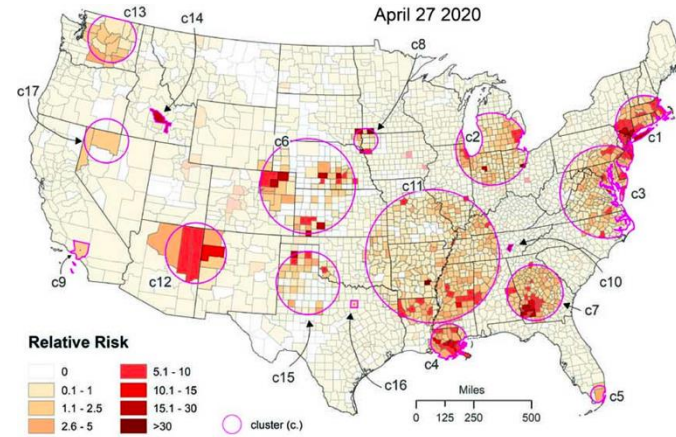 April 27 2020
c13
c14
c8
c17
c6
c2
c1
c11
c3
c9
c12
c10
c7
c4
c15
c16
c5
Relative Risk
0
0.1 - 1
1.1 - 2.5
2.6 - 5
5.1 - 10
10.1 - 15
15.1 - 30
>30
cluster (c.)
Miles
0 125 250 500